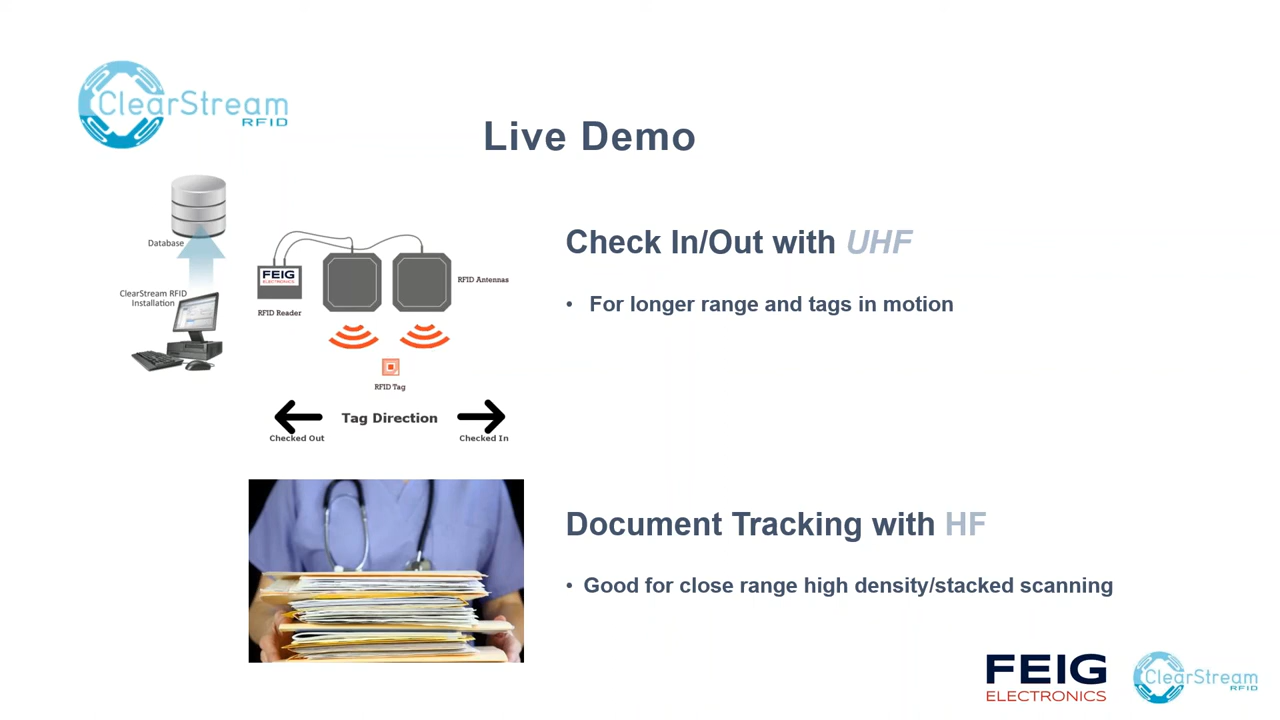 ClearStream
RFID
Live Demo
Database
ClearStream RFID
Installation
FEIG
ELECTRONICS
RFID Reader
RFID Antennas
RFID Tag
Tag Direction
Checked Out
Checked In
Check In/Out with UHF
• For longer range and tags in motion
Document Tracking with HF
• Good for close range high density/stacked scanning
FEIG
ELECTRONICS
ClearStream
RFID